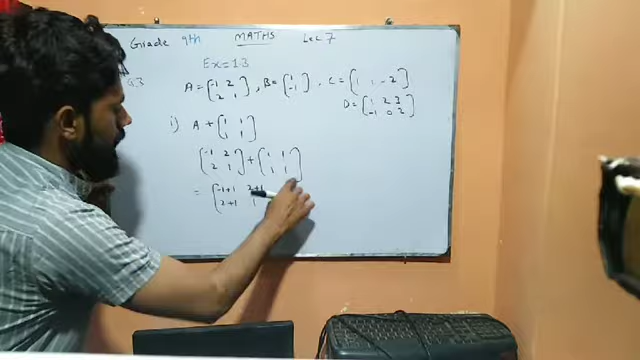 Grade 9th MATHS Lec 7
Ex=1.3
Q3 A = [-1 2 , B = [1 , C = [1 1 -2]
2 1] -1]
D = [1 2 3
-1 0 2]
i) A + [1 1
1 1]
[-1 2 + [1 1
2 1] 1 1]
= [-1+1 2+1
2+1 1